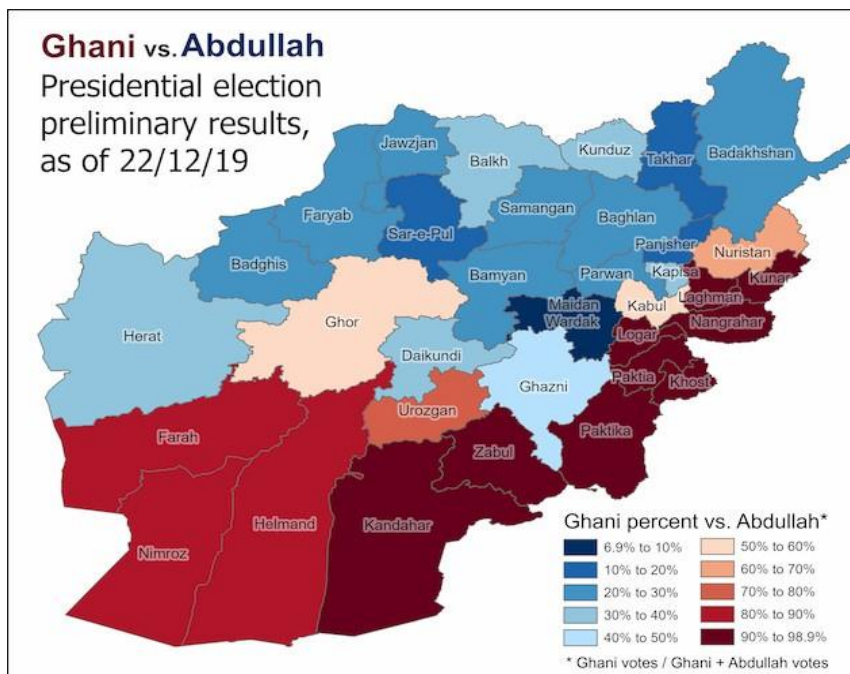 Ghani vs. Abdullah
Presidential election
preliminary results,
as of 22/12/19
Jawzjan
Balkh
Kunduz
Takhar
Badakhshan
Faryab
Sar-e-Pul
Samangan
Baghlan
Panjsher
Nuristan
Badghis
Bamyan
Parwan
Kapisa
Kunar
Laghman
Herat
Ghor
Maidan
Wardak
Kabul
Nangrahar
Logar
Daikundi
Ghazni
Paktia
Khost
Urozgan
Farah
Zabul
Paktika
Helmand
Kandahar
Nimroz
Ghani percent vs. Abdullah*
6.9% to 10%
10% to 20%
20% to 30%
30% to 40%
40% to 50%
50% to 60%
60% to 70%
70% to 80%
80% to 90%
90% to 98.9%
* Ghani votes / Ghani + Abdullah votes